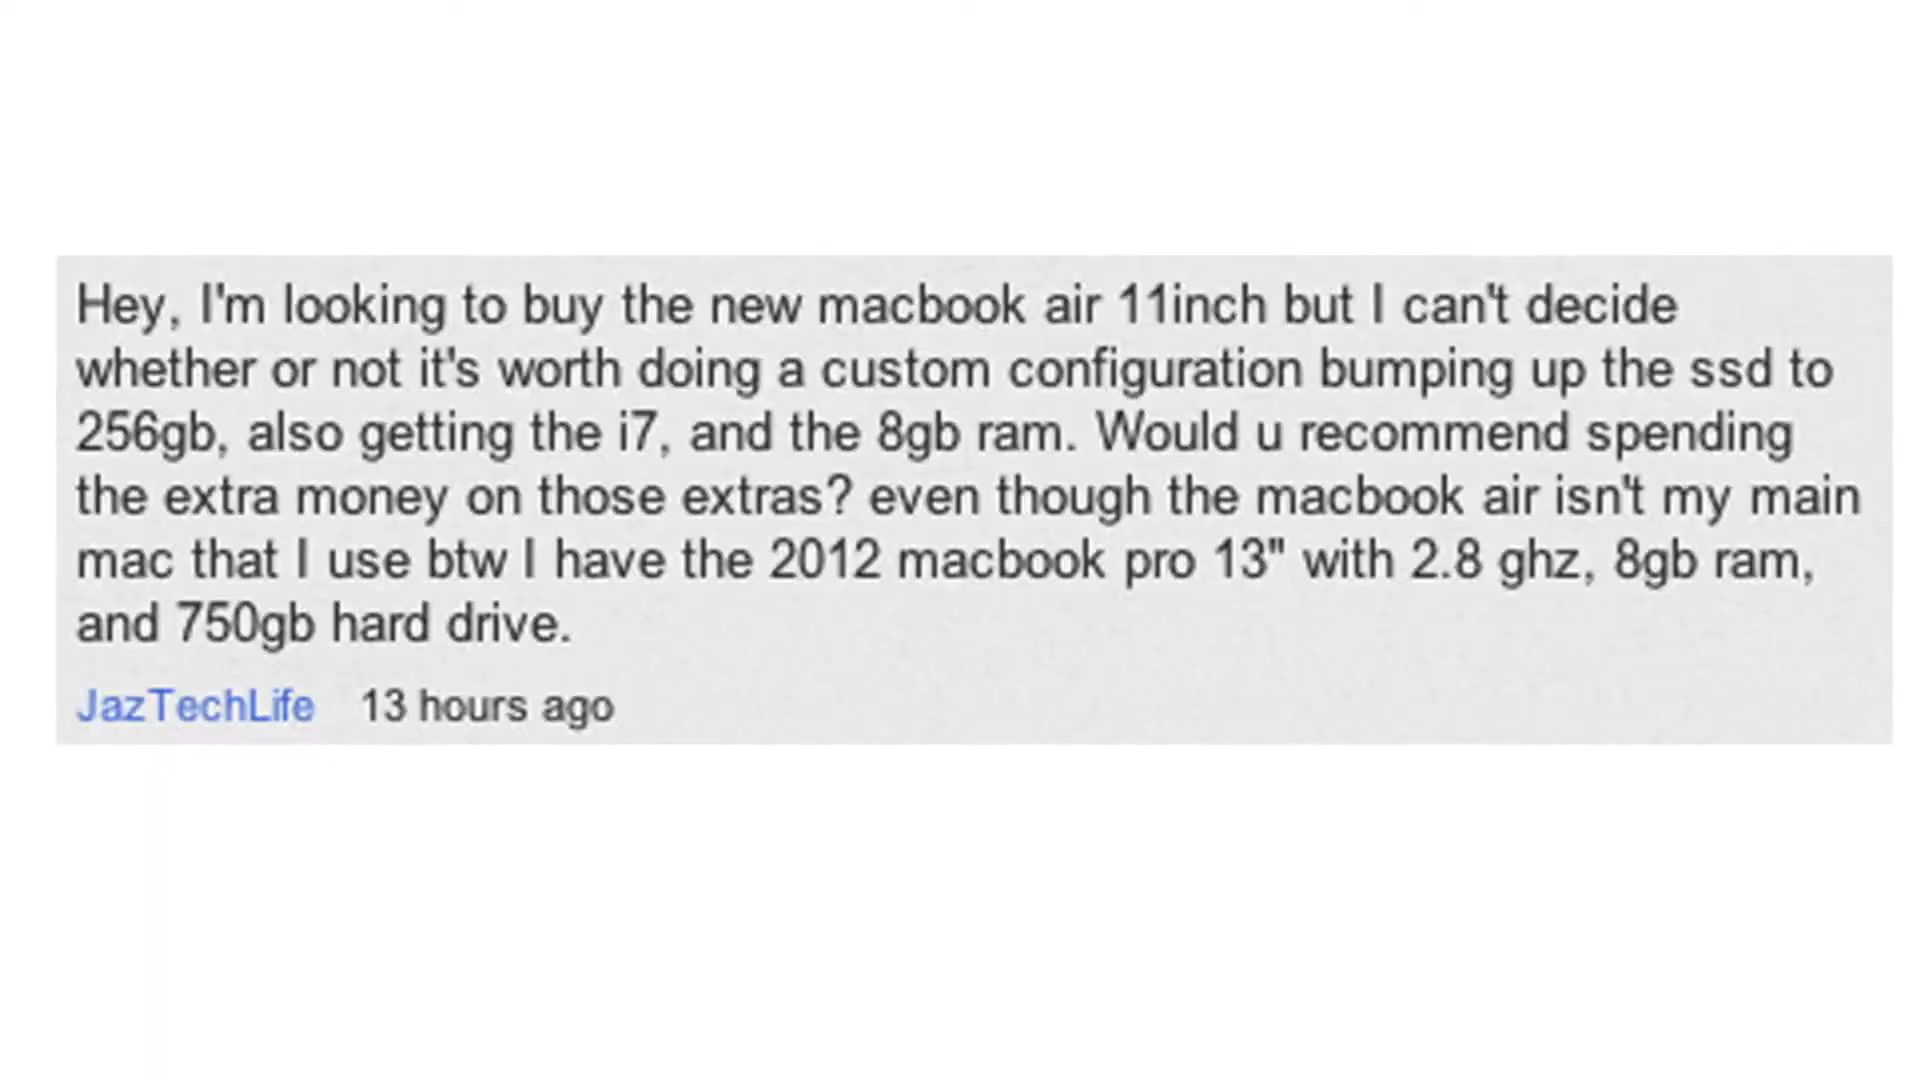 Hey, I'm looking to buy the new macbook air 11inch but I can't decide
whether or not it's worth doing a custom configuration bumping up the ssd to
256gb, also getting the i7, and the 8gb ram. Would u recommend spending
the extra money on those extras? even though the macbook air isn't my main
mac that I use btw I have the 2012 macbook pro 13" with 2.8 ghz, 8gb ram,
and 750gb hard drive.
JazTechLife 13 hours ago